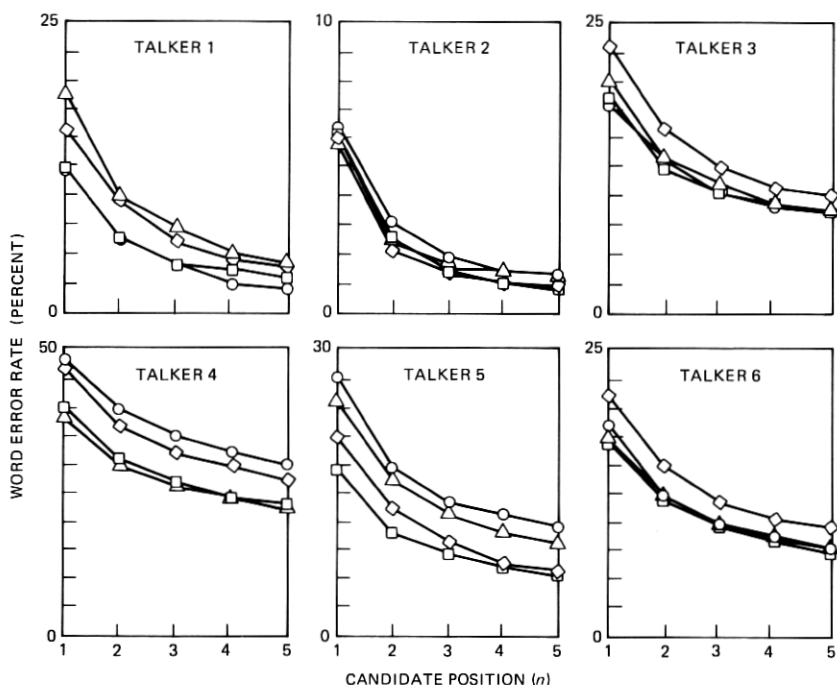 25
TALKER 1
0
10
TALKER 2
0
25
TALKER 3
0
WORD ERROR RATE (PERCENT)
50
TALKER 4
0
1 2 3 4 5
30
TALKER 5
0
1 2 3 4 5
25
TALKER 6
0
1 2 3 4 5
CANDIDATE POSITION (n)